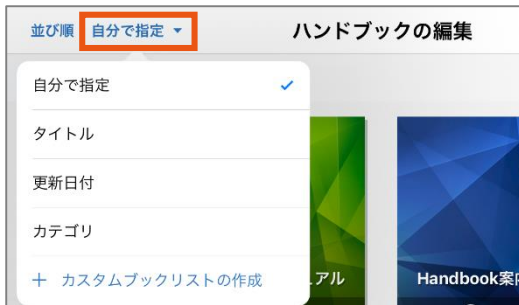 並び順 自分で指定 ▼ ハンドブックの編集
自分で指定 ✓
タイトル
更新日付
カテゴリ
＋ カスタムブックリストの作成
アル
Handbook案